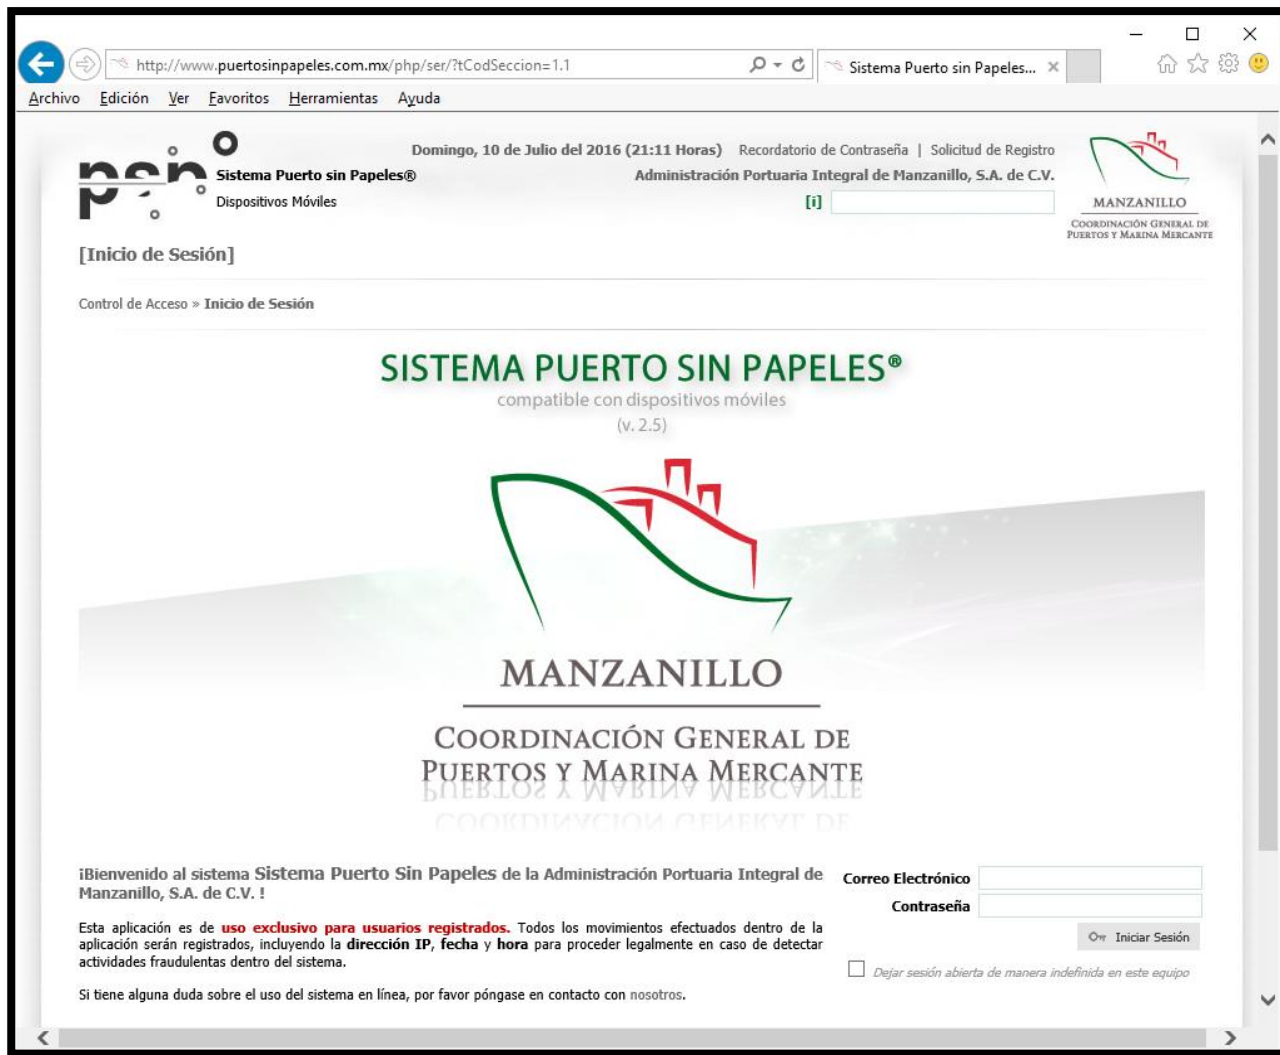 http://www.puertosinpapeles.com.mx/php/ser/?tCodSeccion=1.1
Sistema Puerto sin Papeles...
Archivo Edición Ver Favoritos Herramientas Ayuda
psp
Domingo, 10 de Julio del 2016 (21:11 Horas) Recordatorio de Contraseña | Solicitud de Registro
Sistema Puerto sin Papeles®
Administración Portuaria Integral de Manzanillo, S.A. de C.V.
Dispositivos Móviles
[i]
MANZANILLO
COORDINACIÓN GENERAL DE
PUERTOS Y MARINA MERCANTE
[Inicio de Sesión]
Control de Acceso » Inicio de Sesión
SISTEMA PUERTO SIN PAPELES®
compatible con dispositivos móviles
(v. 2.5)
MANZANILLO
COORDINACIÓN GENERAL DE
PUERTOS Y MARINA MERCANTE
¡Bienvenido al sistema Sistema Puerto Sin Papeles de la Administración Portuaria Integral de
Manzanillo, S.A. de C.V. !
Esta aplicación es de uso exclusivo para usuarios registrados. Todos los movimientos efectuados dentro de la
aplicación serán registrados, incluyendo la dirección IP, fecha y hora para proceder legalmente en caso de detectar
actividades fraudulentas dentro del sistema.
Si tiene alguna duda sobre el uso del sistema en línea, por favor póngase en contacto con nosotros.
Correo Electrónico
Contraseña
Iniciar Sesión
Dejar sesión abierta de manera indefinida en este equipo